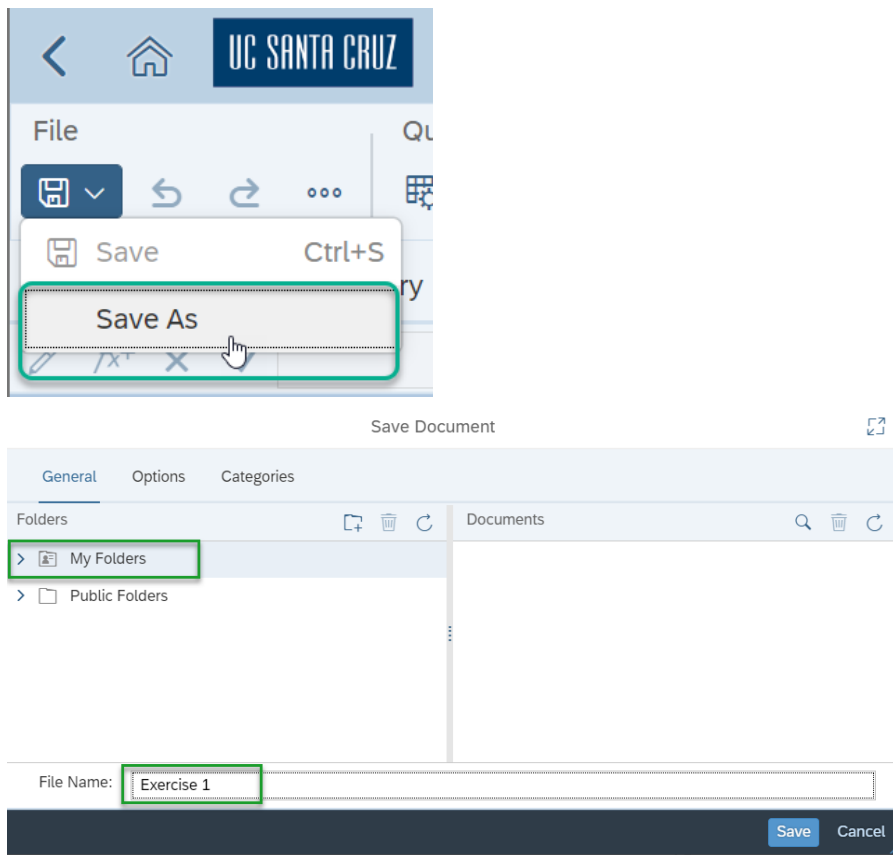 UC SANTA CRUZ
File Qu
Save Ctrl+S
ry
Save As
Save Document
General Options Categories
Folders Documents
My Folders
Public Folders
File Name: Exercise 1
Save Cancel